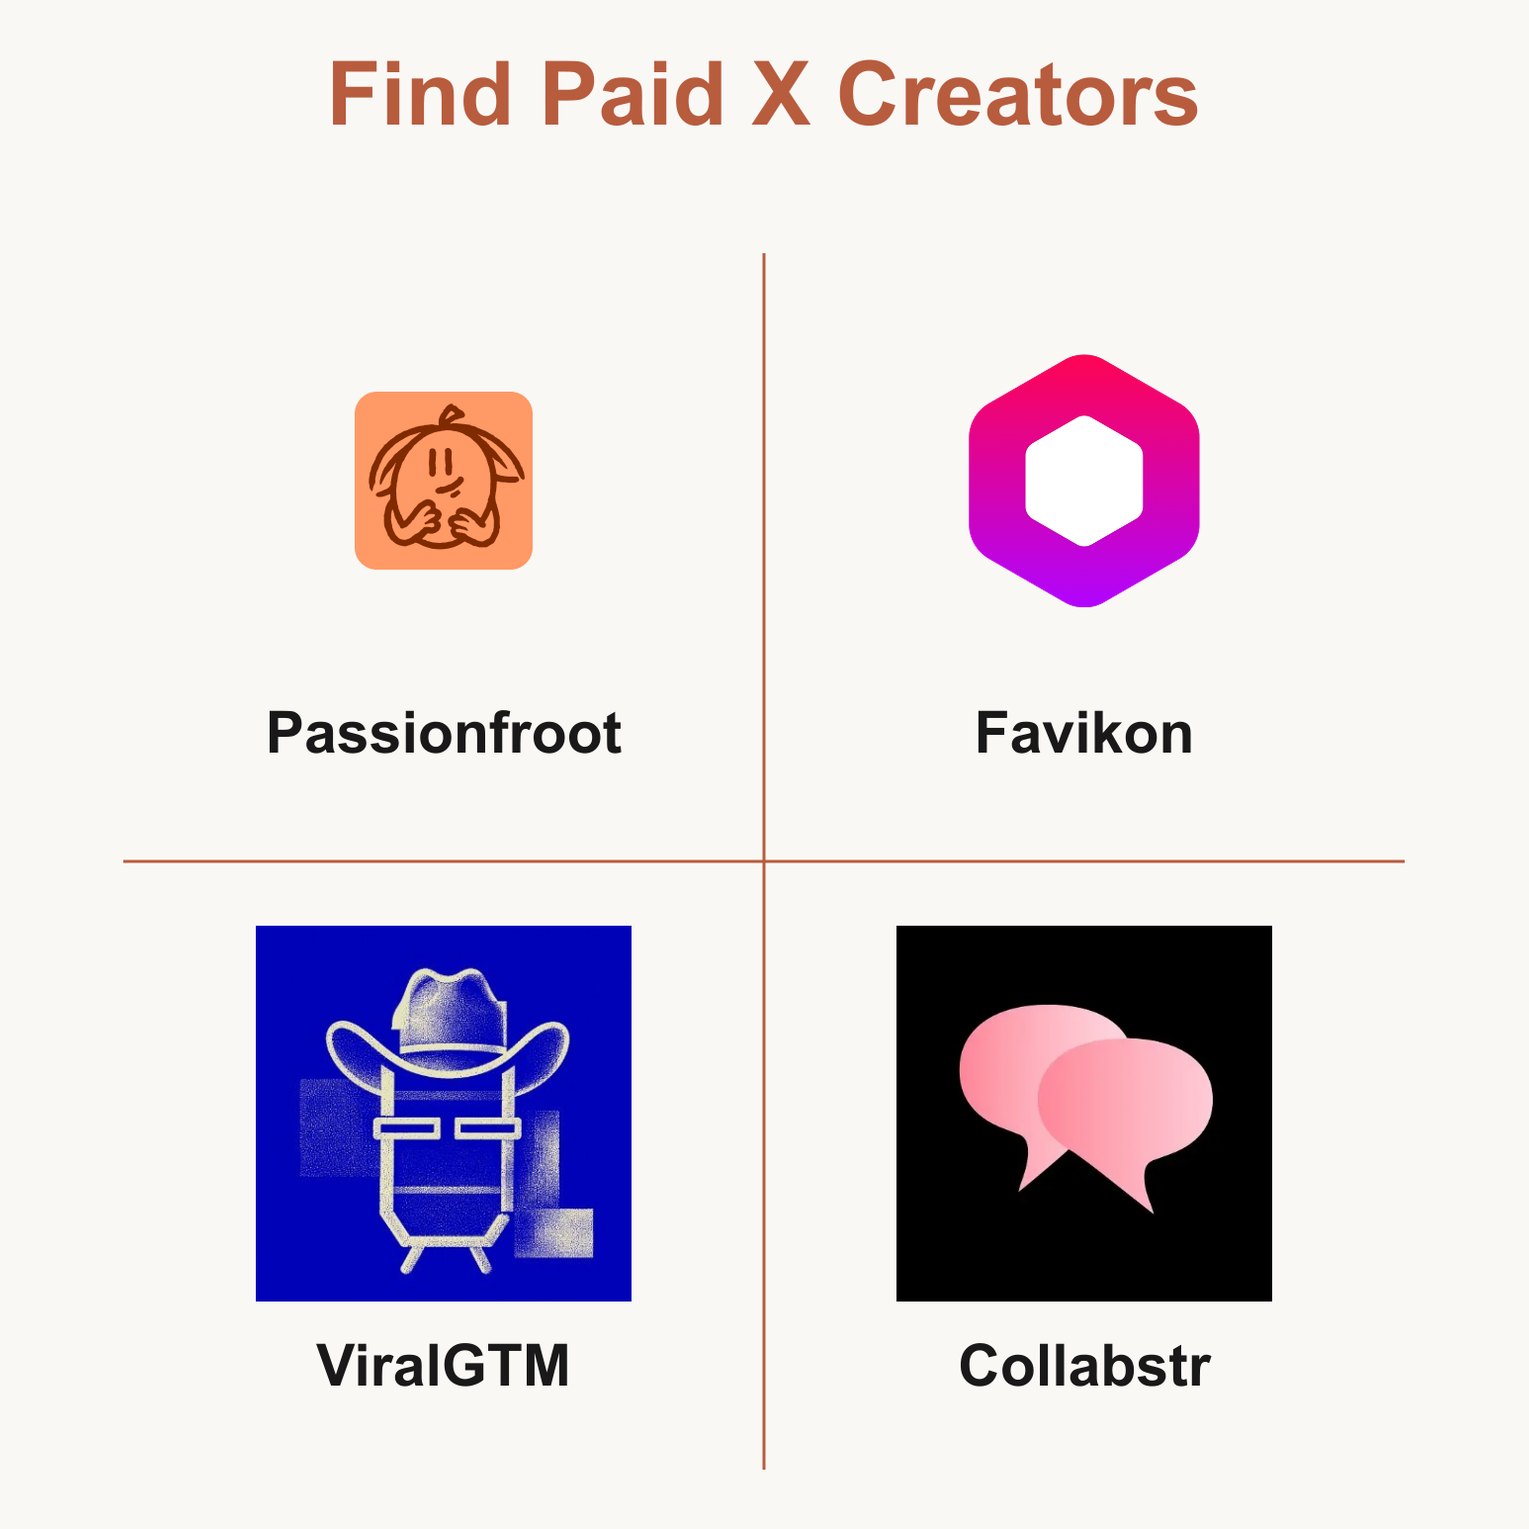 Find Paid X Creators
Passionfroot
Favikon
ViralGTM
Collabstr